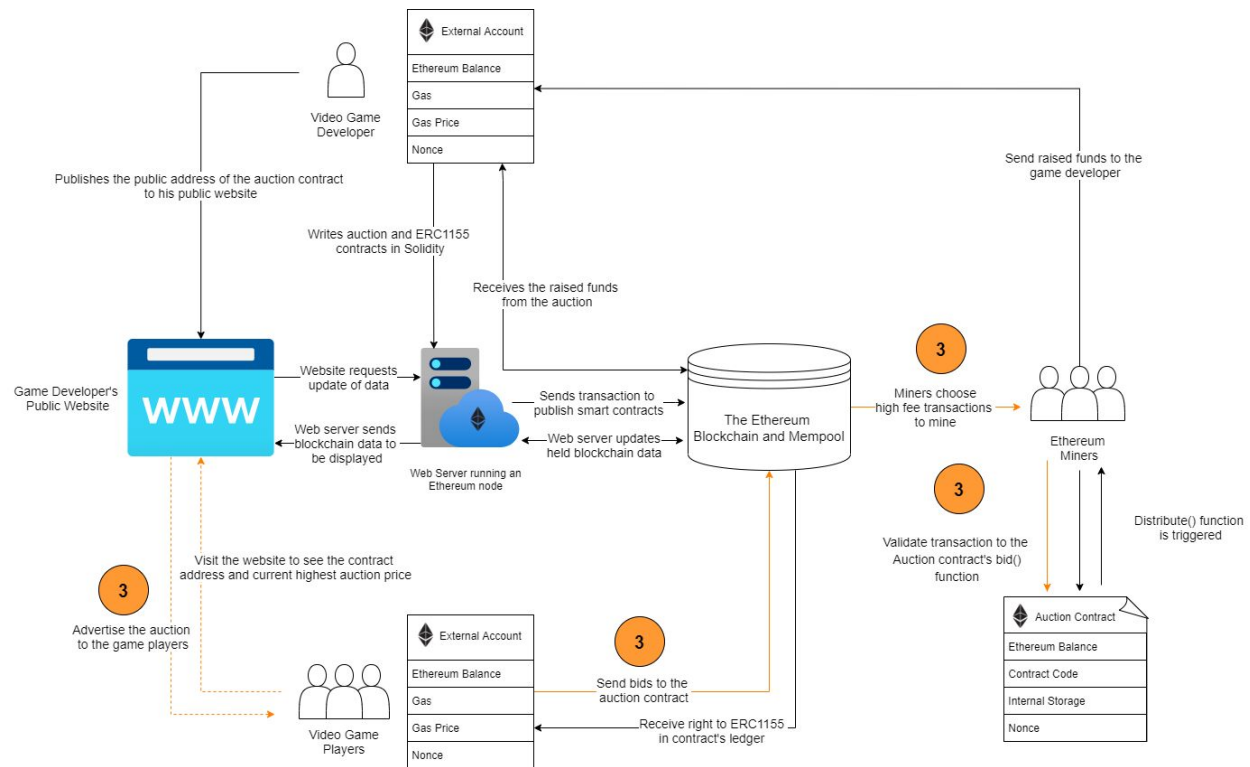 External Account
Ethereum Balance
Gas
Gas Price
Nonce
Video Game
Developer
Publishes the public address of the auction contract
to his public website
Send raised funds to the
game developer
Writes auction and ERC1155
contracts in Solidity
Receives the raised funds
from the auction
Game Developer's
Public Website
WWW
Website requests
update of data
Web server sends
blockchain data to
be displayed
Web Server running an
Ethereum node
Sends transaction to
publish smart contracts
Web server updates
held blockchain data
The Ethereum
Blockchain and Mempool
3
Miners choose
high fee transactions
to mine
Ethereum
Miners
3
Validate transaction to the
Auction contract's bid()
function
Distribute() function
is triggered
Visit the website to see the contract
address and current highest auction price
3
Advertise the auction
to the game players
Video Game
Players
External Account
Ethereum Balance
Gas
Gas Price
Nonce
3
Send bids to the
auction contract
Receive right to ERC1155
in contract's ledger
Auction Contract
Ethereum Balance
Contract Code
Internal Storage
Nonce